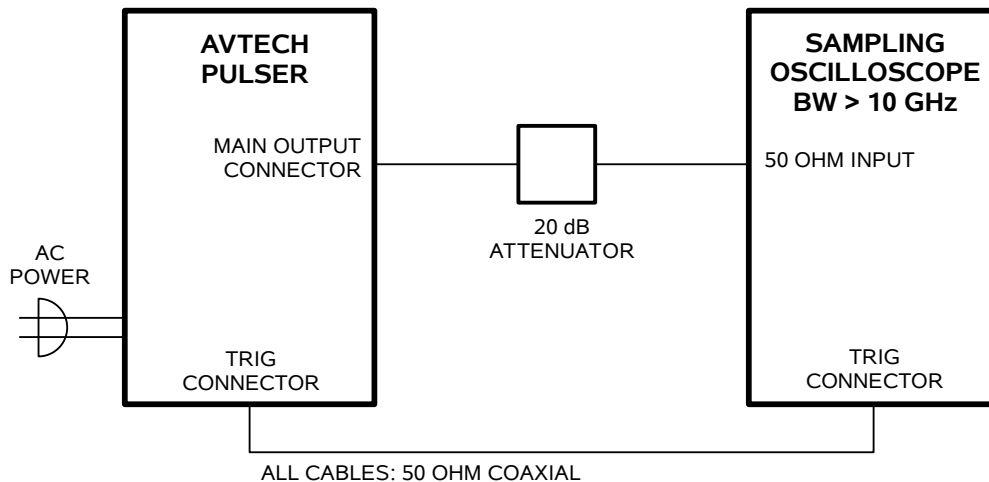 AVTECH
PULSER
SAMPLING
OSCILLOSCOPE
BW > 10 GHz
MAIN OUTPUT
CONNECTOR
50 OHM INPUT
20 dB
ATTENUATOR
AC
POWER
TRIG
CONNECTOR
TRIG
CONNECTOR
ALL CABLES: 50 OHM COAXIAL